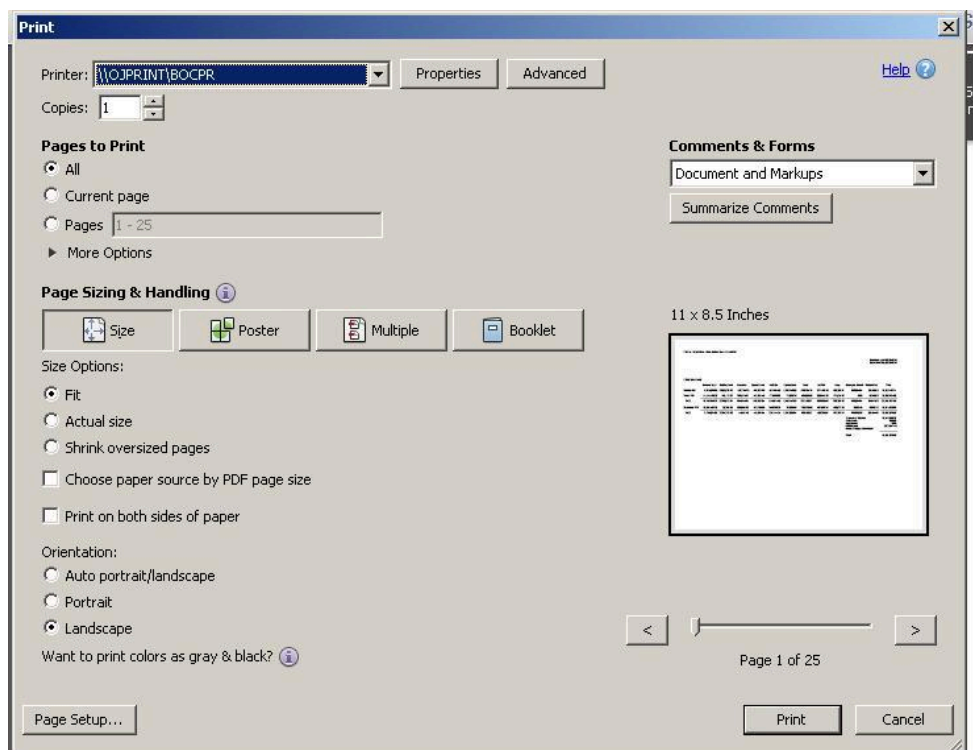 Print
Printer: \\OJPRINT\BOCPR Properties Advanced Help
Copies: 1
Pages to Print
All
Current page
Pages 1 - 25
More Options
Comments & Forms
Document and Markups
Summarize Comments
Page Sizing & Handling
Size Poster Multiple Booklet
Size Options:
Fit
Actual size
Shrink oversized pages
Choose paper source by PDF page size
Print on both sides of paper
Orientation:
Auto portrait/landscape
Portrait
Landscape
Want to print colors as gray & black?
11 x 8.5 Inches
< >
Page 1 of 25
Page Setup... Print Cancel